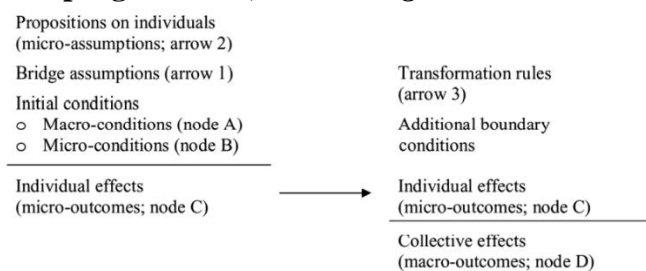 Propositions on individuals
(micro-assumptions; arrow 2)
Bridge assumptions (arrow 1)
Initial conditions
o Macro-conditions (node A)
o Micro-conditions (node B)
Individual effects
(micro-outcomes; node C)
Transformation rules
(arrow 3)
Additional boundary
conditions
Individual effects
(micro-outcomes; node C)
Collective effects
(macro-outcomes; node D)